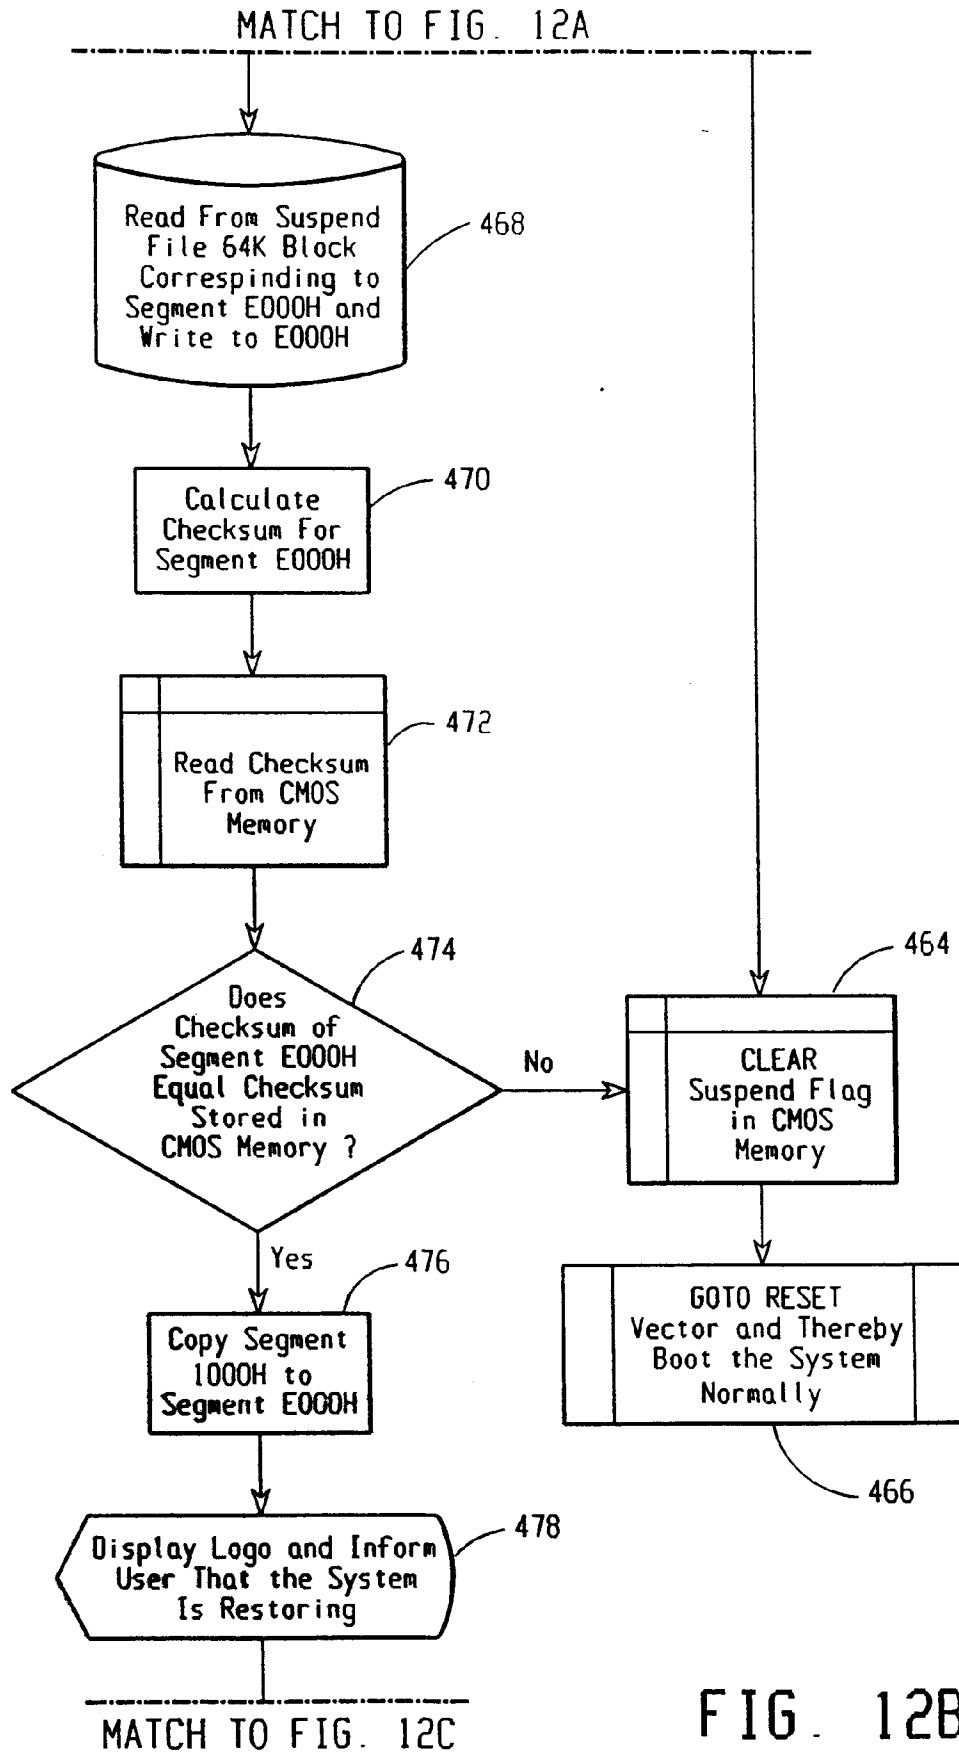 MATCH TO FIG. 12A
Read From Suspend
File 64K Block
Correspinding to
Segment E000H and
Write to E000H
468
Calculate
Checksum For
Segment E000H
470
Read Checksum
From CMOS
Memory
472
Does
Checksum of
Segment E000H
Equal Checksum
Stored in
CMOS Memory ?
474
No
Yes
CLEAR
Suspend Flag
in CMOS
Memory
464
GOTO RESET
Vector and Thereby
Boot the System
Normally
466
Copy Segment
1000H to
Segment E000H
476
Display Logo and Inform
User That the System
Is Restoring
478
MATCH TO FIG. 12C
FIG. 12B